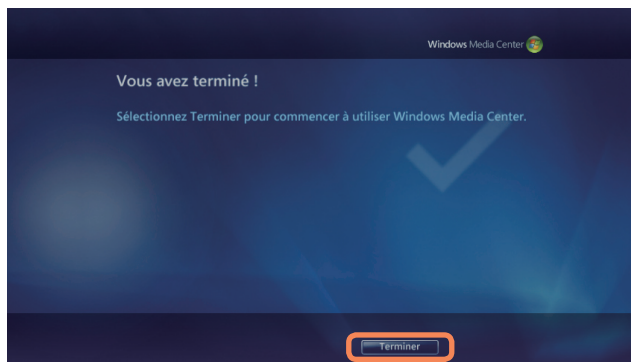 Windows Media Center
Vous avez terminé !
Sélectionnez Terminer pour commencer à utiliser Windows Media Center.
Terminer